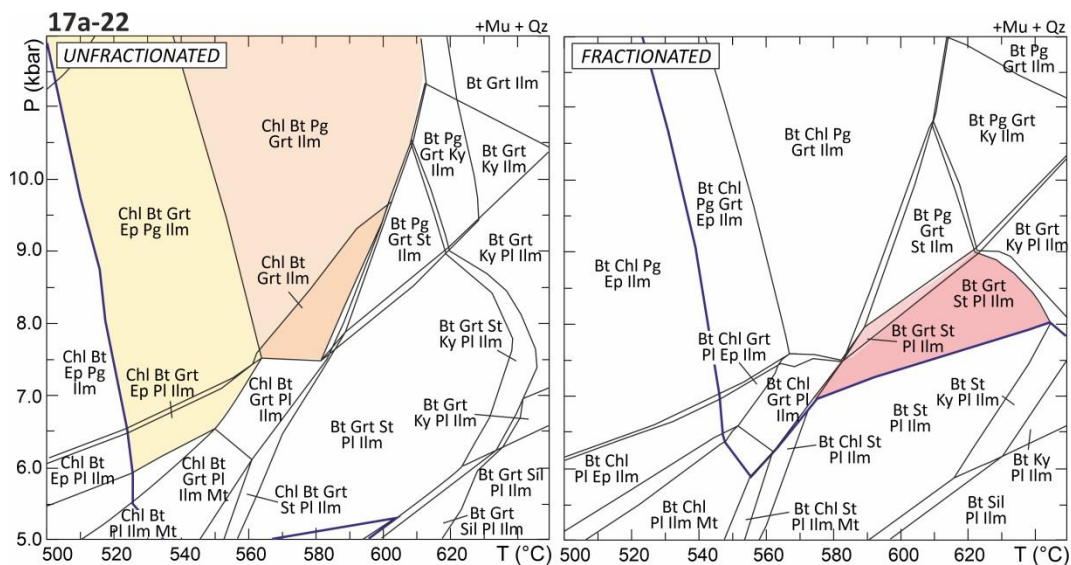 17a-22
+Mu + Qz
UNFRACTIONATED
P (kbar)
10.0
9.0
8.0
7.0
6.0
5.0
500
520
540
560
580
600
620
T (°C)
Chl Bt Pg
Grt Ilm
Bt Grt Ilm
Bt Pg
Grt Ky
Ilm
Bt Grt
Ky Ilm
Chl Bt Grt
Ep Pg Ilm
Bt Pg
Grt St
Ilm
Bt Grt
Ky Pl Ilm
Chl Bt
Grt Ilm
Chl Bt
Ep Pg
Ilm
Chl Bt Grt
Ep Pl Ilm
Bt Grt St
Ky Pl Ilm
Chl Bt
Grt Pl
Ilm
Bt Grt St
Pl Ilm
Bt Grt
Ky Pl Ilm
Chl Bt
Ep Pl Ilm
Chl Bt
Grt Pl
Ilm Mt
Chl Bt Grt
St Pl Ilm
Bt Grt Sil
Pl Ilm
Chl Bt
Pl Ilm Mt
Bt Grt
Sil Pl Ilm
+Mu + Qz
FRACTIONATED
Bt Pg
Grt Ilm
Bt Chl Pg
Grt Ilm
Bt Pg Grt
Ky Ilm
Bt Chl
Pg Grt
Ep Ilm
Bt Pg
Grt
St Ilm
Bt Grt
Ky Pl Ilm
Bt Chl Pg
Ep Ilm
Bt Grt
St Pl Ilm
Bt Grt St
Pl Ilm
Bt Chl Grt
Pl Ep Ilm
Bt Chl
Grt Pl
Ilm
Bt St
Ky Pl Ilm
Bt St
Pl Ilm
Bt Chl St
Pl Ilm
Bt Chl
Pl Ep Ilm
Bt Ky
Pl Ilm
Bt Chl
Pl Ilm Mt
Bt Chl St
Pl Ilm Mt
Bt Sil
Pl Ilm
500
520
540
560
580
600
620
T (°C)